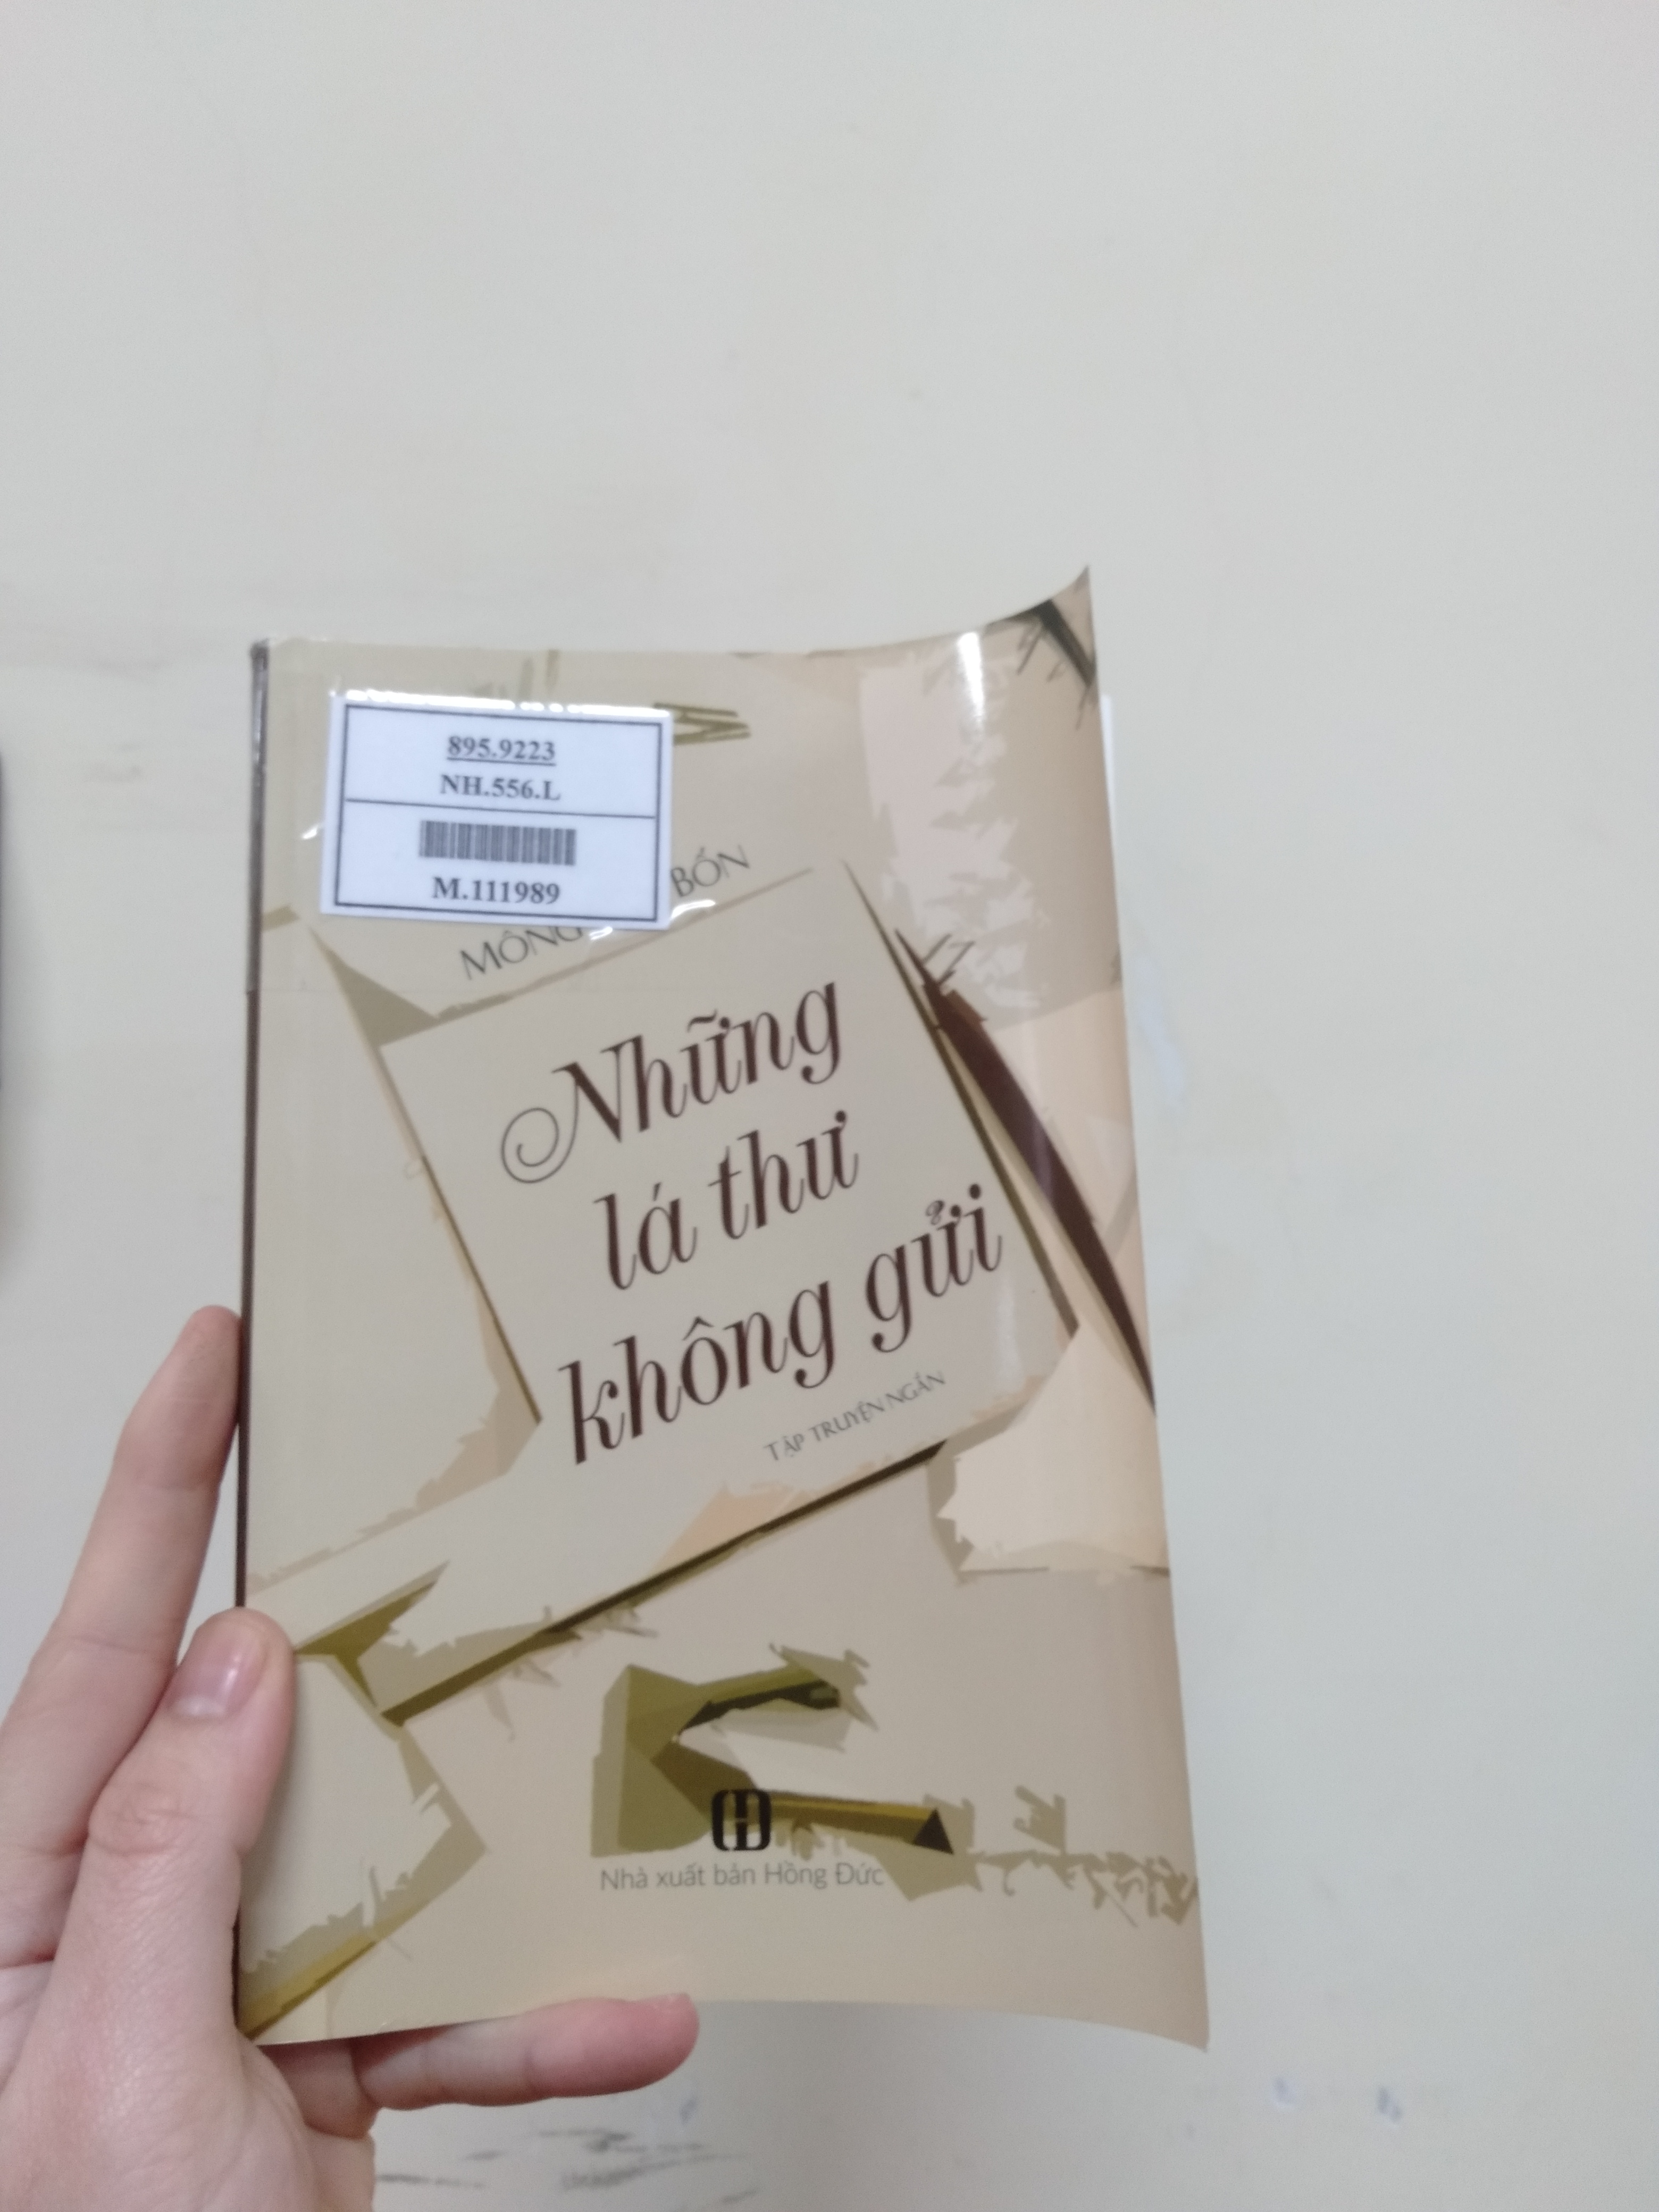 895.9223
NH.556.L
M.111989
BỐN
Những
lá thư
không gửi
TẬP TRUYỆN NGẮN
Nhà xuất bản Hồng Đức